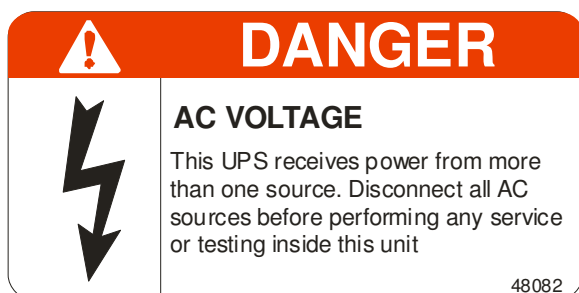 DANGER
AC VOLTAGE
This UPS receives power from more
than one source. Disconnect all AC
sources before performing any service
or testing inside this unit
48082